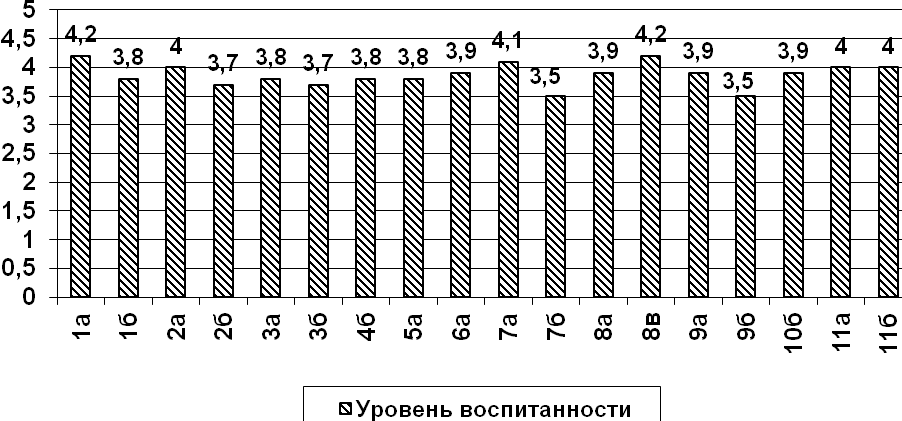 5
4,5
4
3,5
3
2,5
2
1,5
1
0,5
0
4,2
3,8
4
3,7
3,8
3,7
3,8
3,8
3,9
4,1
3,5
3,9
4,2
3,9
3,5
3,9
4
4
1а
1б
2а
2б
3а
3б
4б
5а
6а
7а
7б
8а
8в
9а
9б
10б
11а
11б
Уровень воспитанности